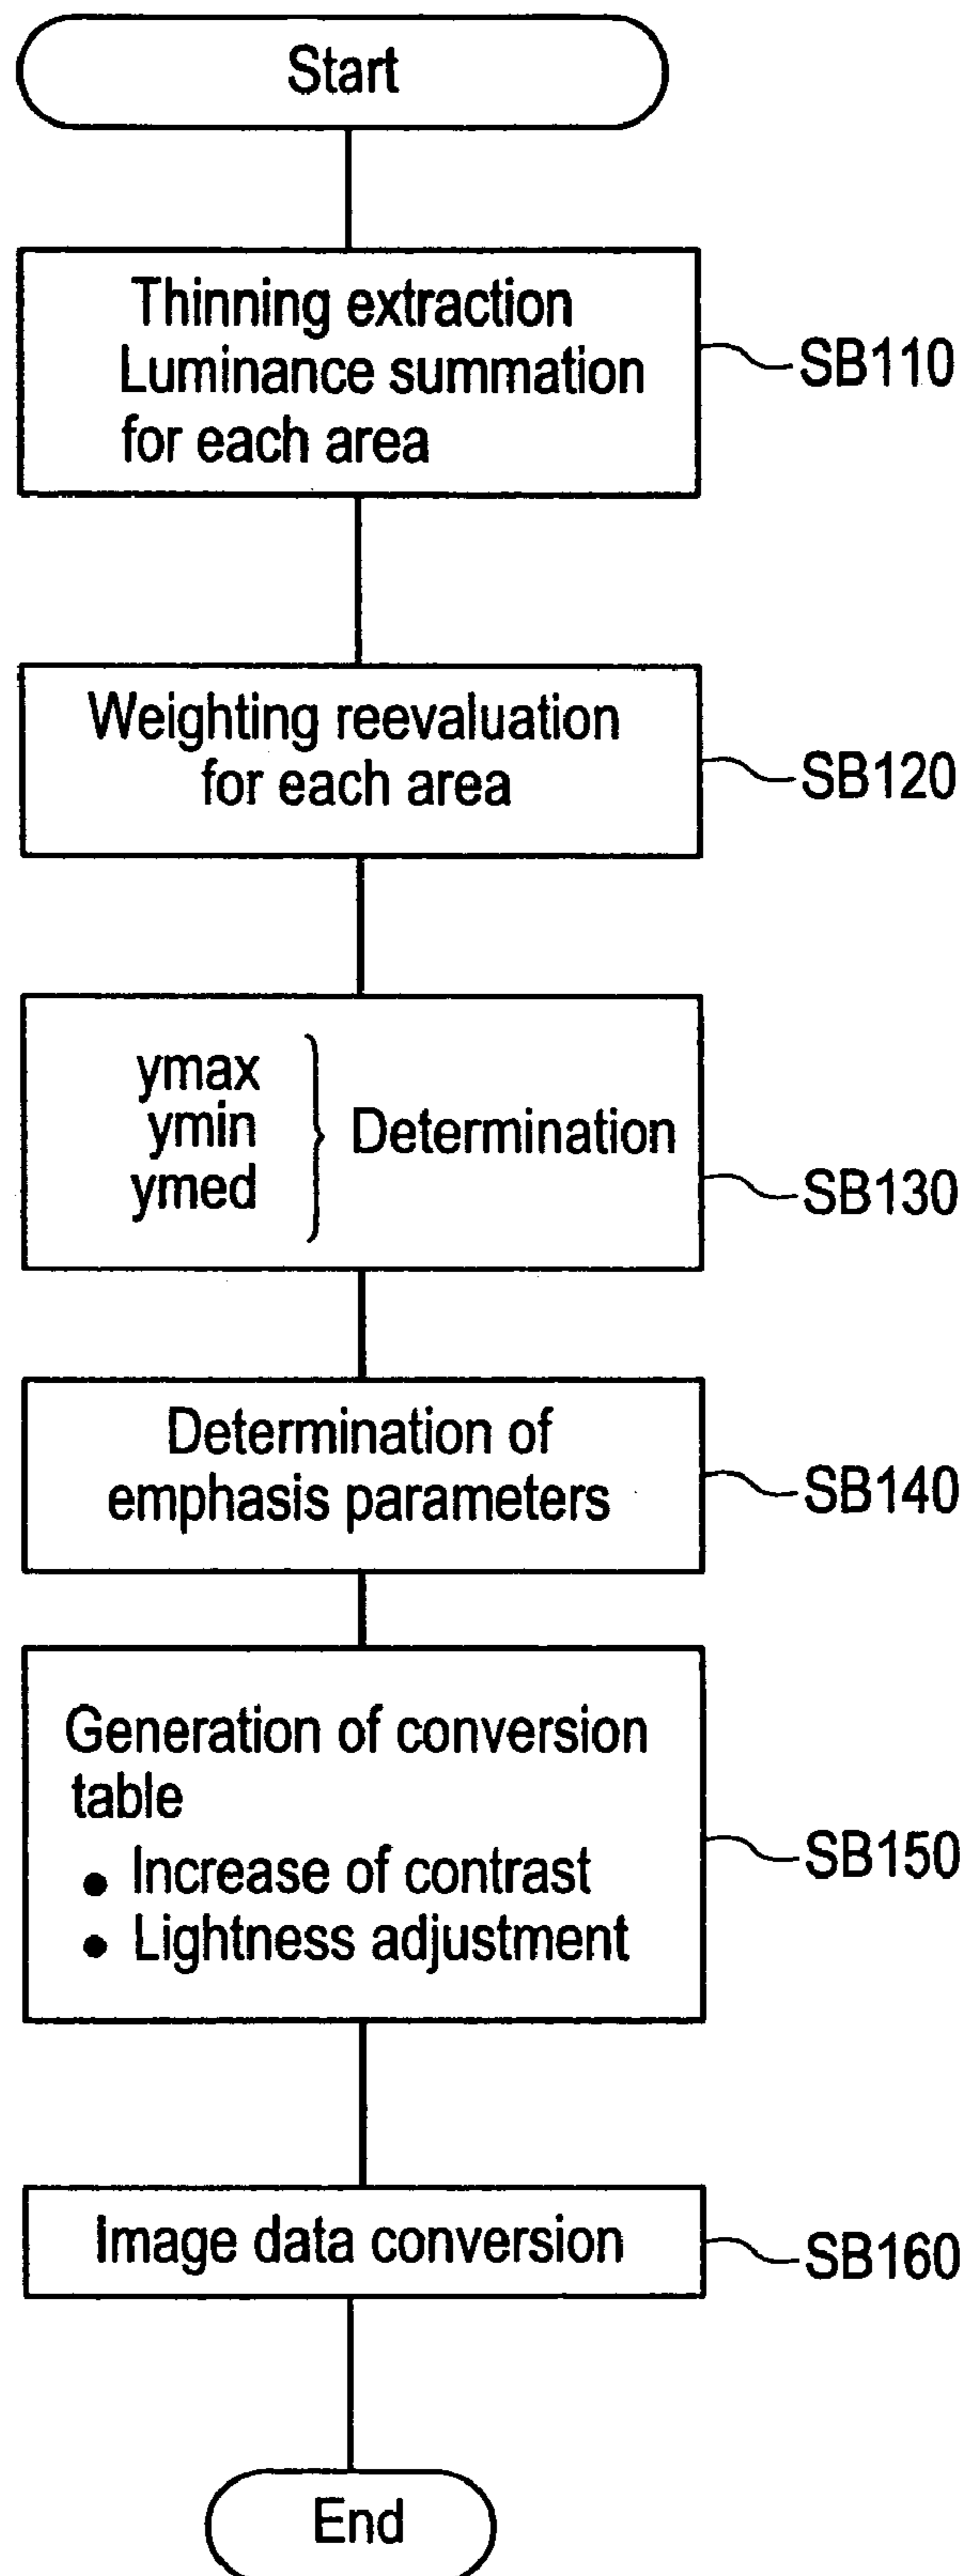 Start
Thinning extraction
Luminance summation
for each area
SB110
Weighting reevaluation
for each area
SB120
ymax
ymin
ymed
Determination
SB130
Determination of
emphasis parameters
SB140
Generation of conversion
table
• Increase of contrast
• Lightness adjustment
SB150
Image data conversion
SB160
End